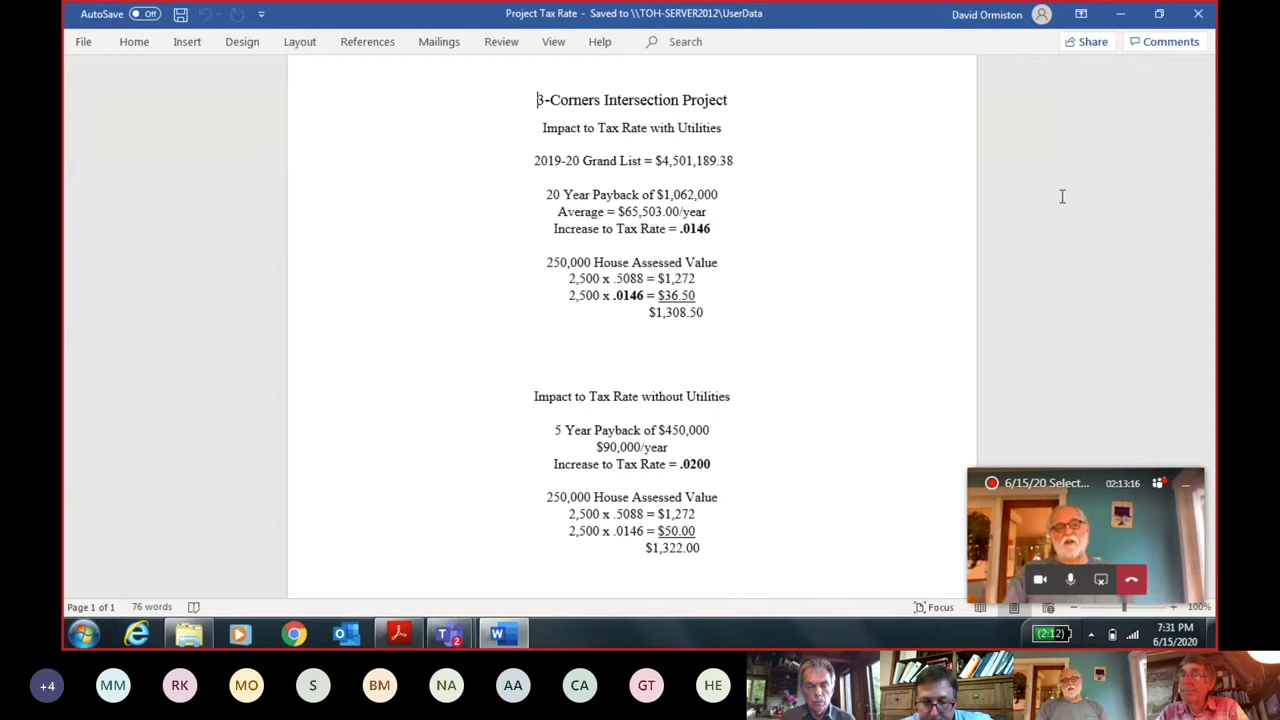 AutoSave Off
Project Tax Rate - Saved to \\TOH-SERVER2012\UserData
David Ormiston
File Home Insert Design Layout References Mailings Review View Help Search
Share Comments
3-Corners Intersection Project
Impact to Tax Rate with Utilities
2019-20 Grand List = $4,501,189.38
20 Year Payback of $1,062,000
Average = $65,503.00/year
Increase to Tax Rate = .0146
250,000 House Assessed Value
2,500 x .5088 = $1,272
2,500 x .0146 = $36.50
$1,308.50
Impact to Tax Rate without Utilities
5 Year Payback of $450,000
$90,000/year
Increase to Tax Rate = .0200
250,000 House Assessed Value
2,500 x .5088 = $1,272
2,500 x .0146 = $50.00
$1,322.00
6/15/20 Select... 02:13:16
Page 1 of 1 76 words
Focus
100%
2
W
(2:12)
7:31 PM
6/15/2020
+4 MM RK MO S BM NA AA CA GT HE